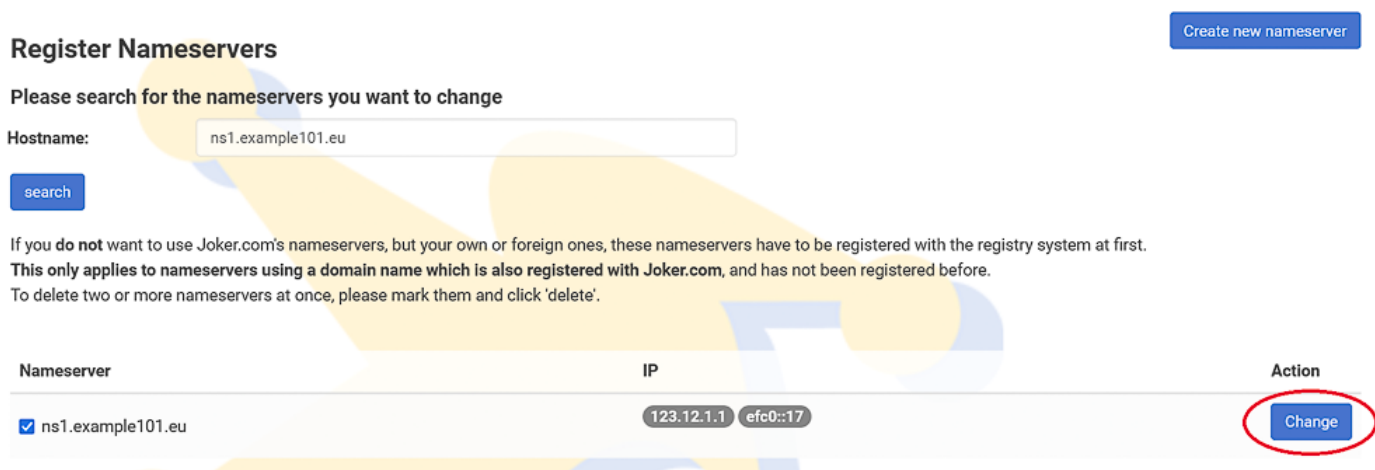 Create new nameserver
Register Nameservers
Please search for the nameservers you want to change
Hostname: ns1.example101.eu
search
If you do not want to use Joker.com's nameservers, but your own or foreign ones, these nameservers have to be registered with the registry system at first.
This only applies to nameservers using a domain name which is also registered with Joker.com, and has not been registered before.
To delete two or more nameservers at once, please mark them and click 'delete'.
Nameserver IP Action
ns1.example101.eu 123.12.1.1 efc0::17 Change